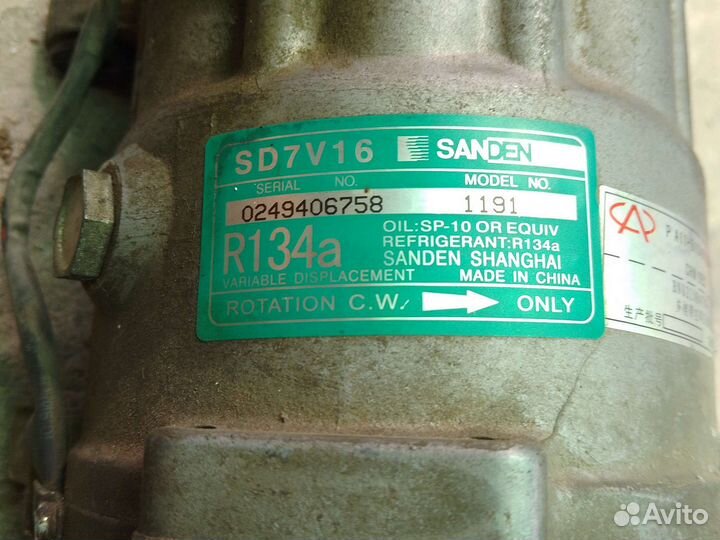 SD7V16 SANDEN
SERIAL NO. MODEL NO.
0249406758 1191
R134a
OIL:SP-10 OR EQUIV
REFRIGERANT:R134a
SANDEN SHANGHAI
VARIABLE DISPLACEMENT MADE IN CHINA
ROTATION C.W. ONLY
生产批号
Avito